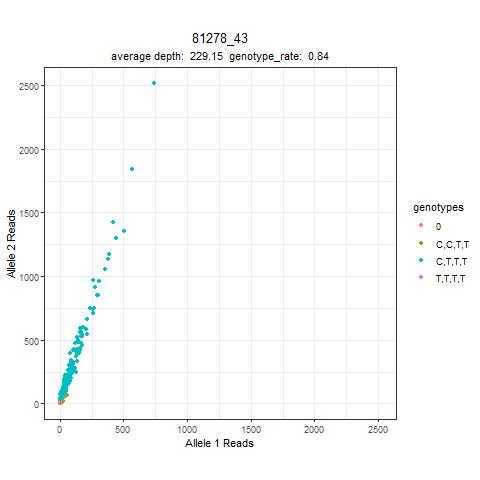 81278_43
average depth: 229.15 genotype_rate: 0.84
Allele 2 Reads
2500
2000
1500
1000
500
0
0
500
1000
1500
2000
2500
Allele 1 Reads
genotypes
0
C,C,T,T
C,T,T,T
T,T,T,T